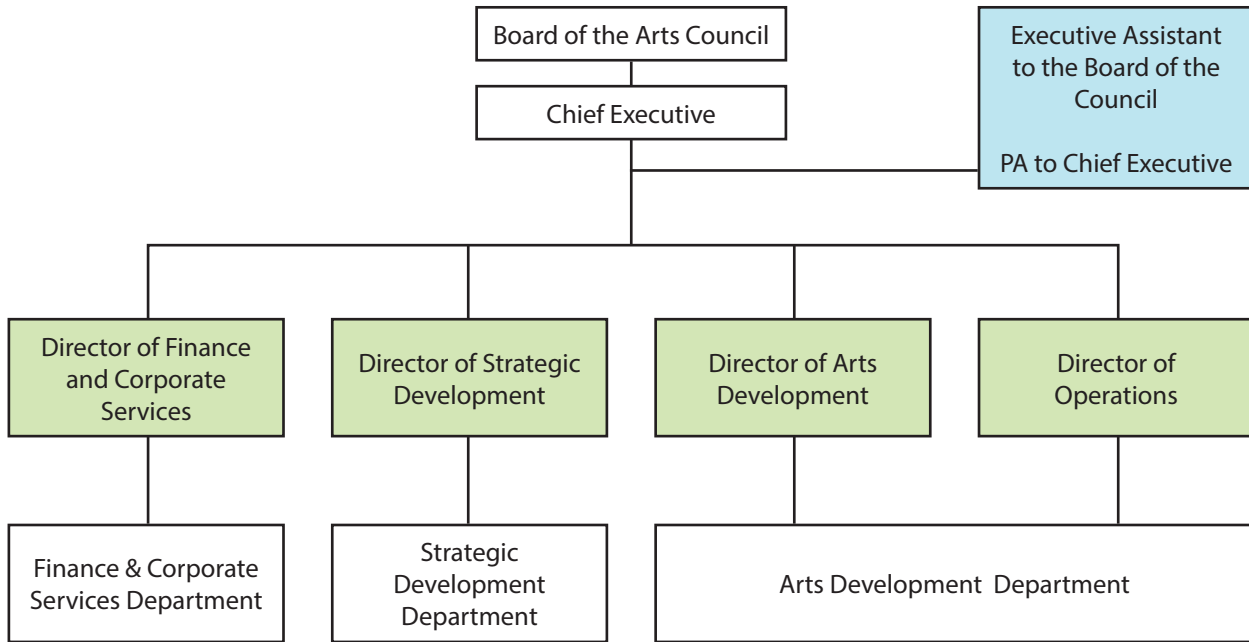 Board of the Arts Council
Chief Executive
Executive Assistant
to the Board of the
Council
PA to Chief Executive
Director of Finance
and Corporate
Services
Director of Strategic
Development
Director of Arts
Development
Director of
Operations
Finance & Corporate
Services Department
Strategic
Development
Department
Arts Development Department